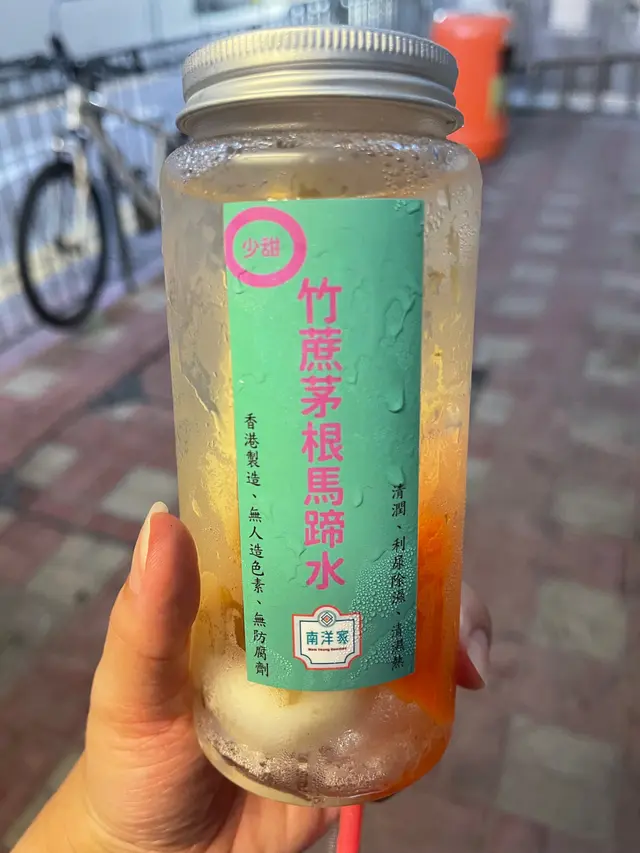 少甜
竹蔗茅根馬蹄水
清潤、利尿除濕、清濕熱
香港製造、無人造色素、無防腐劑
南洋家